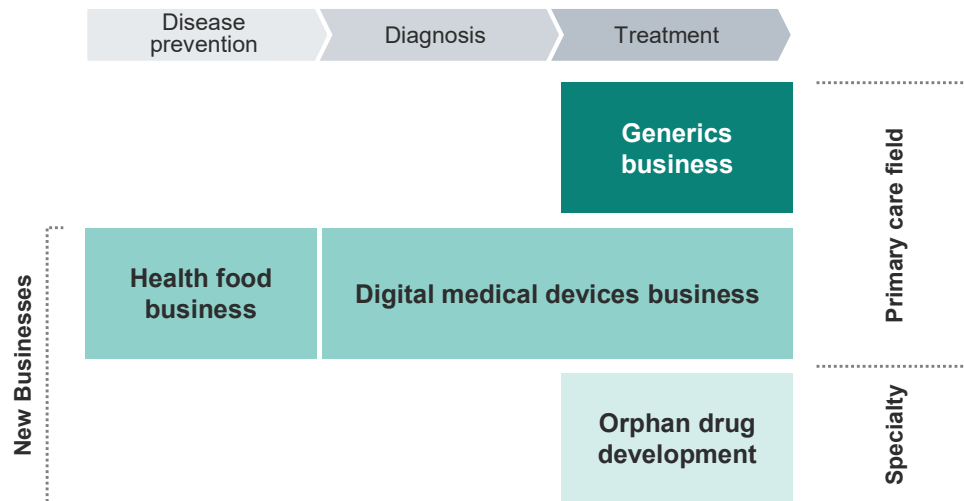 Disease
prevention
Diagnosis
Treatment
Generics
business
Primary care field
New Businesses
Health food
business
Digital medical devices business
Orphan drug
development
Specialty